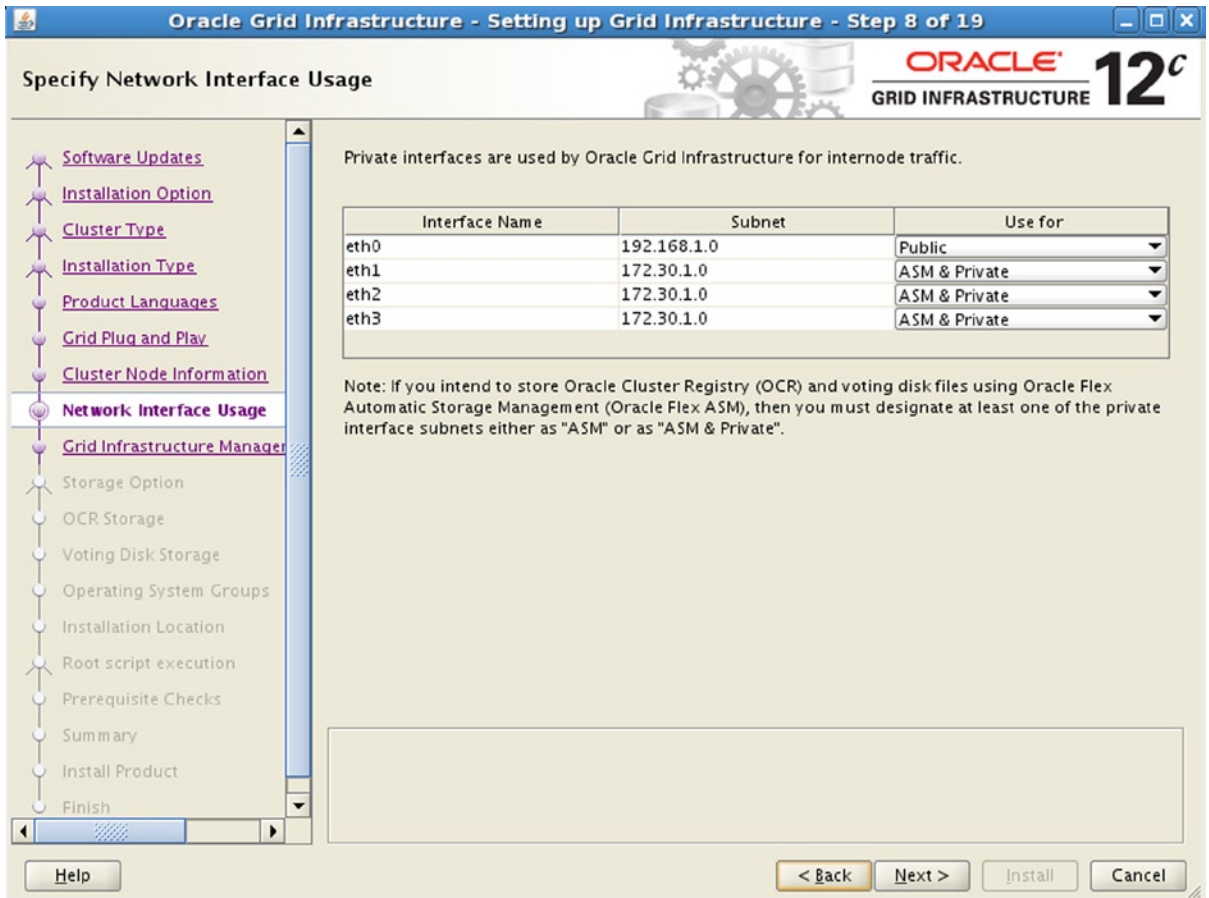 Oracle Grid Infrastructure - Setting up Grid Infrastructure - Step 8 of 19
Specify Network Interface Usage
ORACLE
GRID INFRASTRUCTURE
12c
Software Updates
Installation Option
Cluster Type
Installation Type
Product Languages
Grid Plug and Play
Cluster Node Information
Network Interface Usage
Grid Infrastructure Manager
Storage Option
OCR Storage
Voting Disk Storage
Operating System Groups
Installation Location
Root script execution
Prerequisite Checks
Summary
Install Product
Finish
Private interfaces are used by Oracle Grid Infrastructure for internode traffic.
Interface Name Subnet Use for
eth0 192.168.1.0 Public
eth1 172.30.1.0 ASM & Private
eth2 172.30.1.0 ASM & Private
eth3 172.30.1.0 ASM & Private
Note: If you intend to store Oracle Cluster Registry (OCR) and voting disk files using Oracle Flex
Automatic Storage Management (Oracle Flex ASM), then you must designate at least one of the private
interface subnets either as "ASM" or as "ASM & Private".
Help
< Back
Next >
Install
Cancel